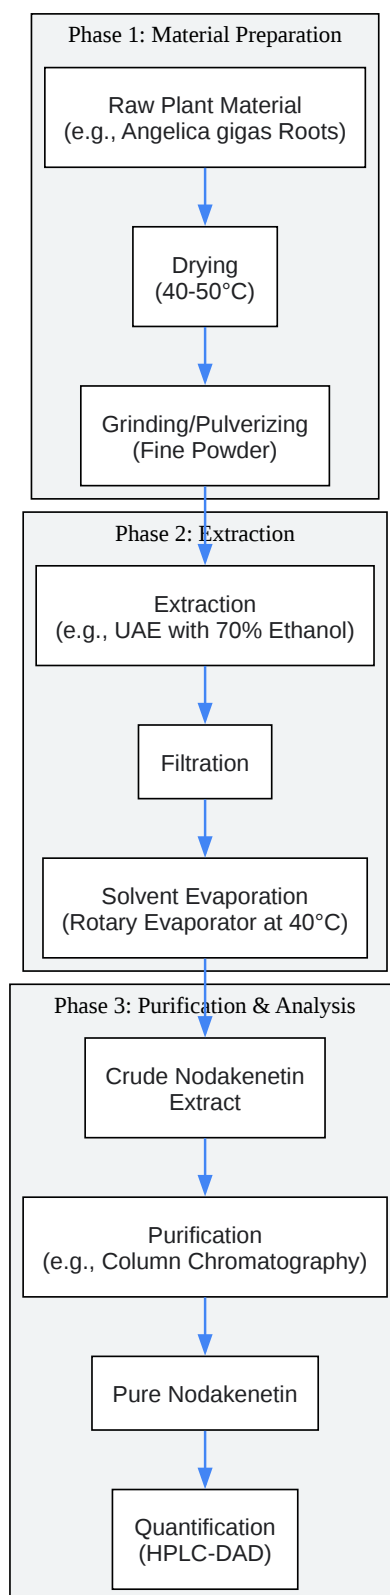 Phase 1: Material Preparation
Raw Plant Material
(e.g., Angelica gigas Roots)
Drying
(40-50°C)
Grinding/Pulverizing
(Fine Powder)
Phase 2: Extraction
Extraction
(e.g., UAE with 70% Ethanol)
Filtration
Solvent Evaporation
(Rotary Evaporator at 40°C)
Phase 3: Purification & Analysis
Crude Nodakenetin
Extract
Purification
(e.g., Column Chromatography)
Pure Nodakenetin
Quantification
(HPLC-DAD)